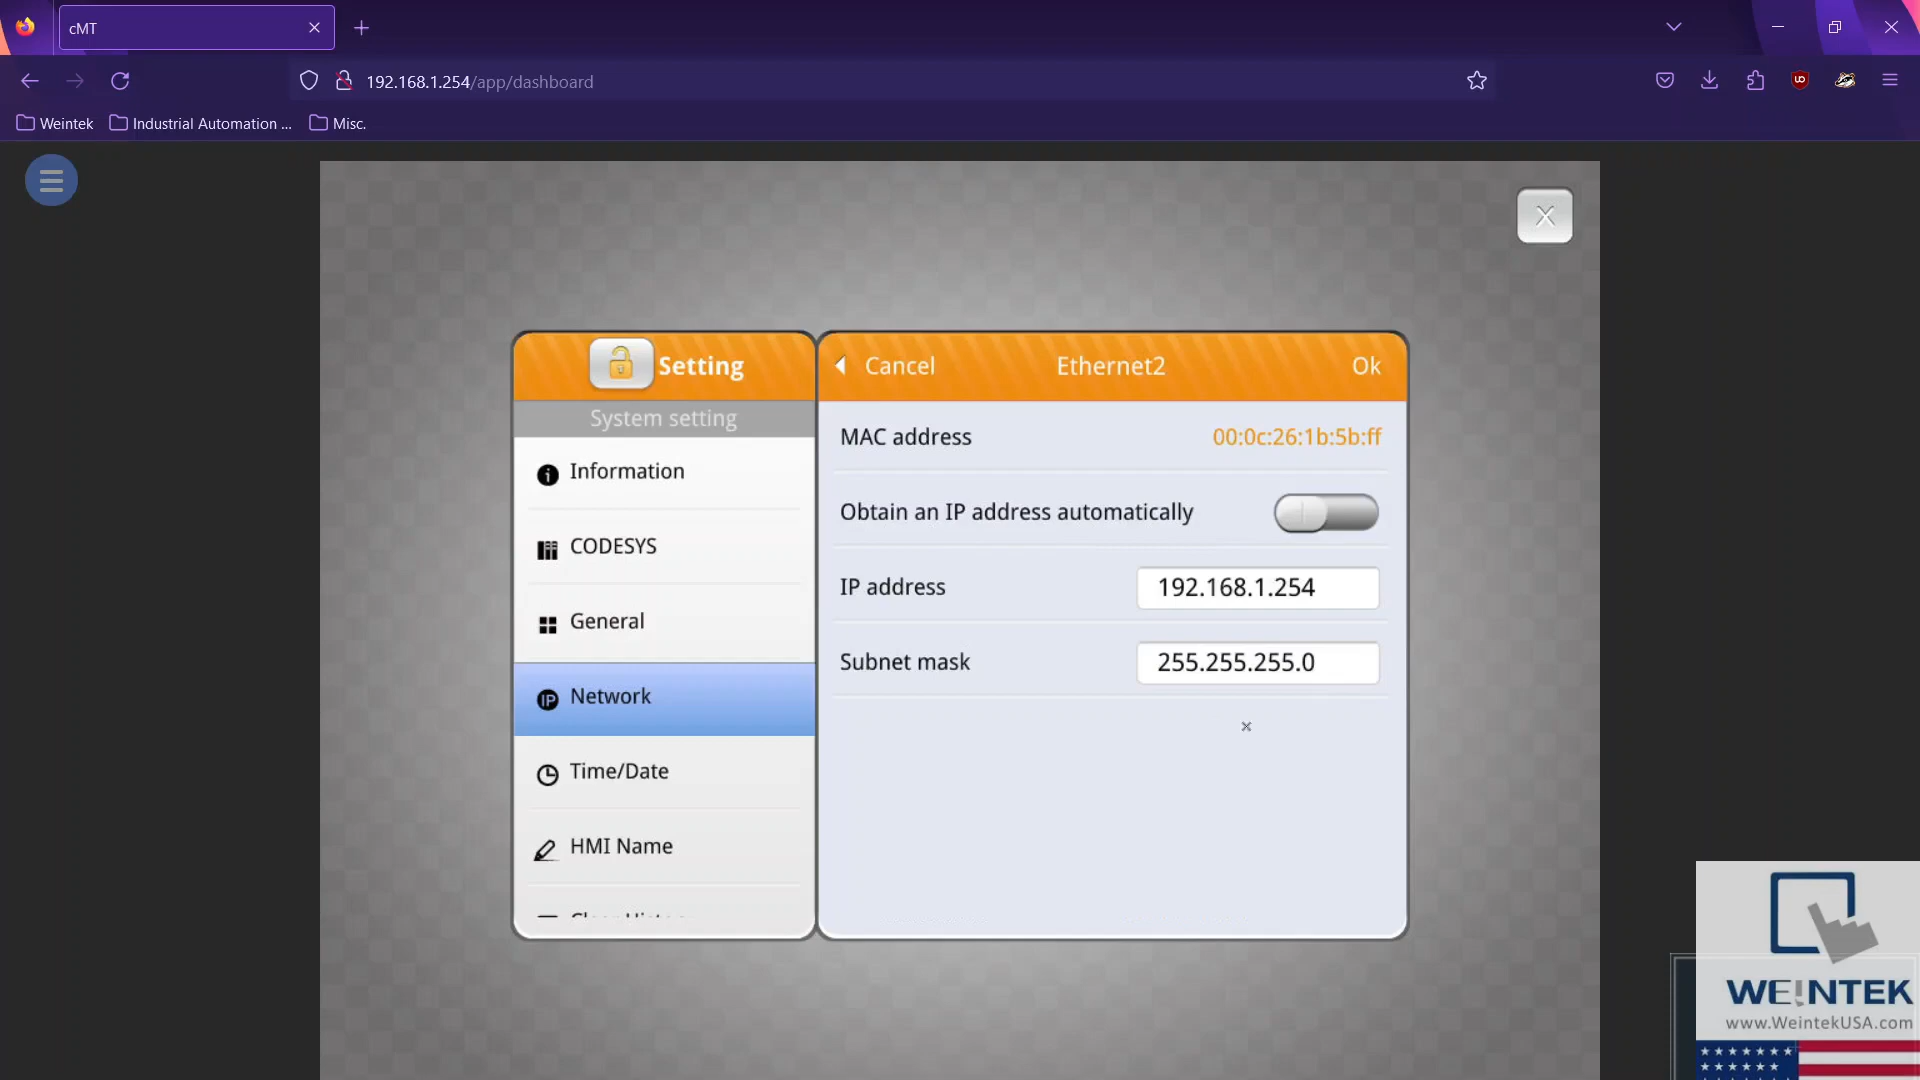 cMT
192.168.1.254/app/dashboard
Weintek
Industrial Automation ...
Misc.
Setting
System setting
Information
CODESYS
General
Network
Time/Date
HMI Name
Cancel
Ethernet2
Ok
MAC address
00:0c:26:1b:5b:ff
Obtain an IP address automatically
IP address
192.168.1.254
Subnet mask
255.255.255.0
WEINTEK
www.WeintekUSA.com